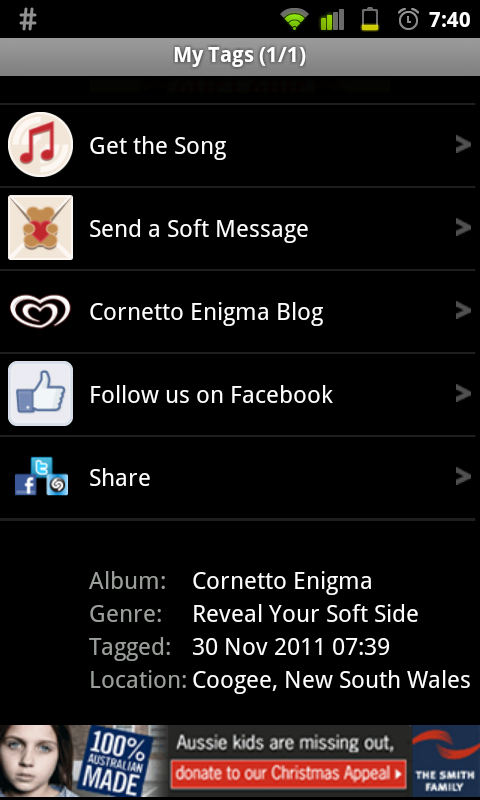 7:40
My Tags (1/1)
Get the Song
Send a Soft Message
Cornetto Enigma Blog
Follow us on Facebook
Share
Album: Cornetto Enigma
Genre: Reveal Your Soft Side
Tagged: 30 Nov 2011 07:39
Location: Coogee, New South Wales
100%
AUSTRALIAN
MADE
Aussie kids are missing out,
donate to our Christmas Appeal
THE SMITH
FAMILY